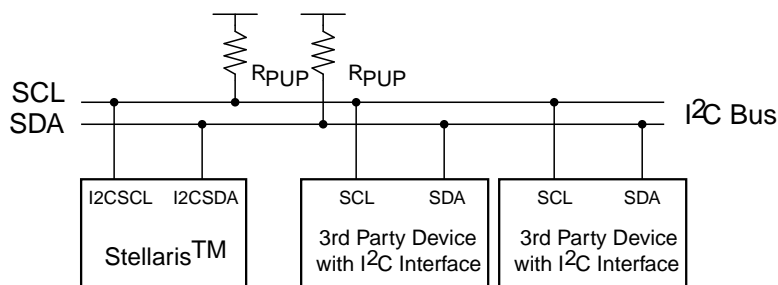 RPUP RPUP
SCL
SDA
I2C Bus
I2CSCL I2CSDA
StellarisTM
SCL SDA
3rd Party Device
with I2C Interface
SCL SDA
3rd Party Device
with I2C Interface